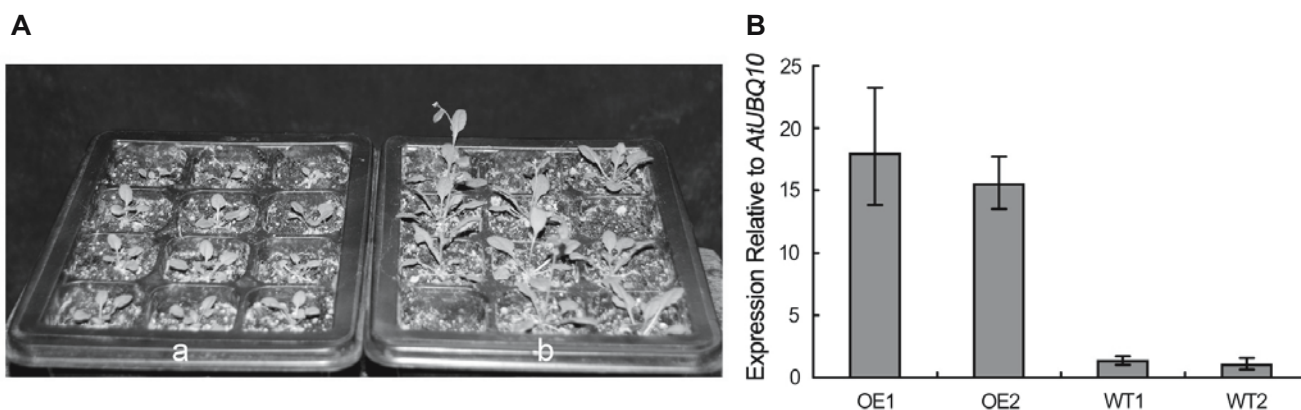 A
B
a
b
Expression Relative to AtUBQ10
25
20
15
10
5
0
OE1
OE2
WT1
WT2